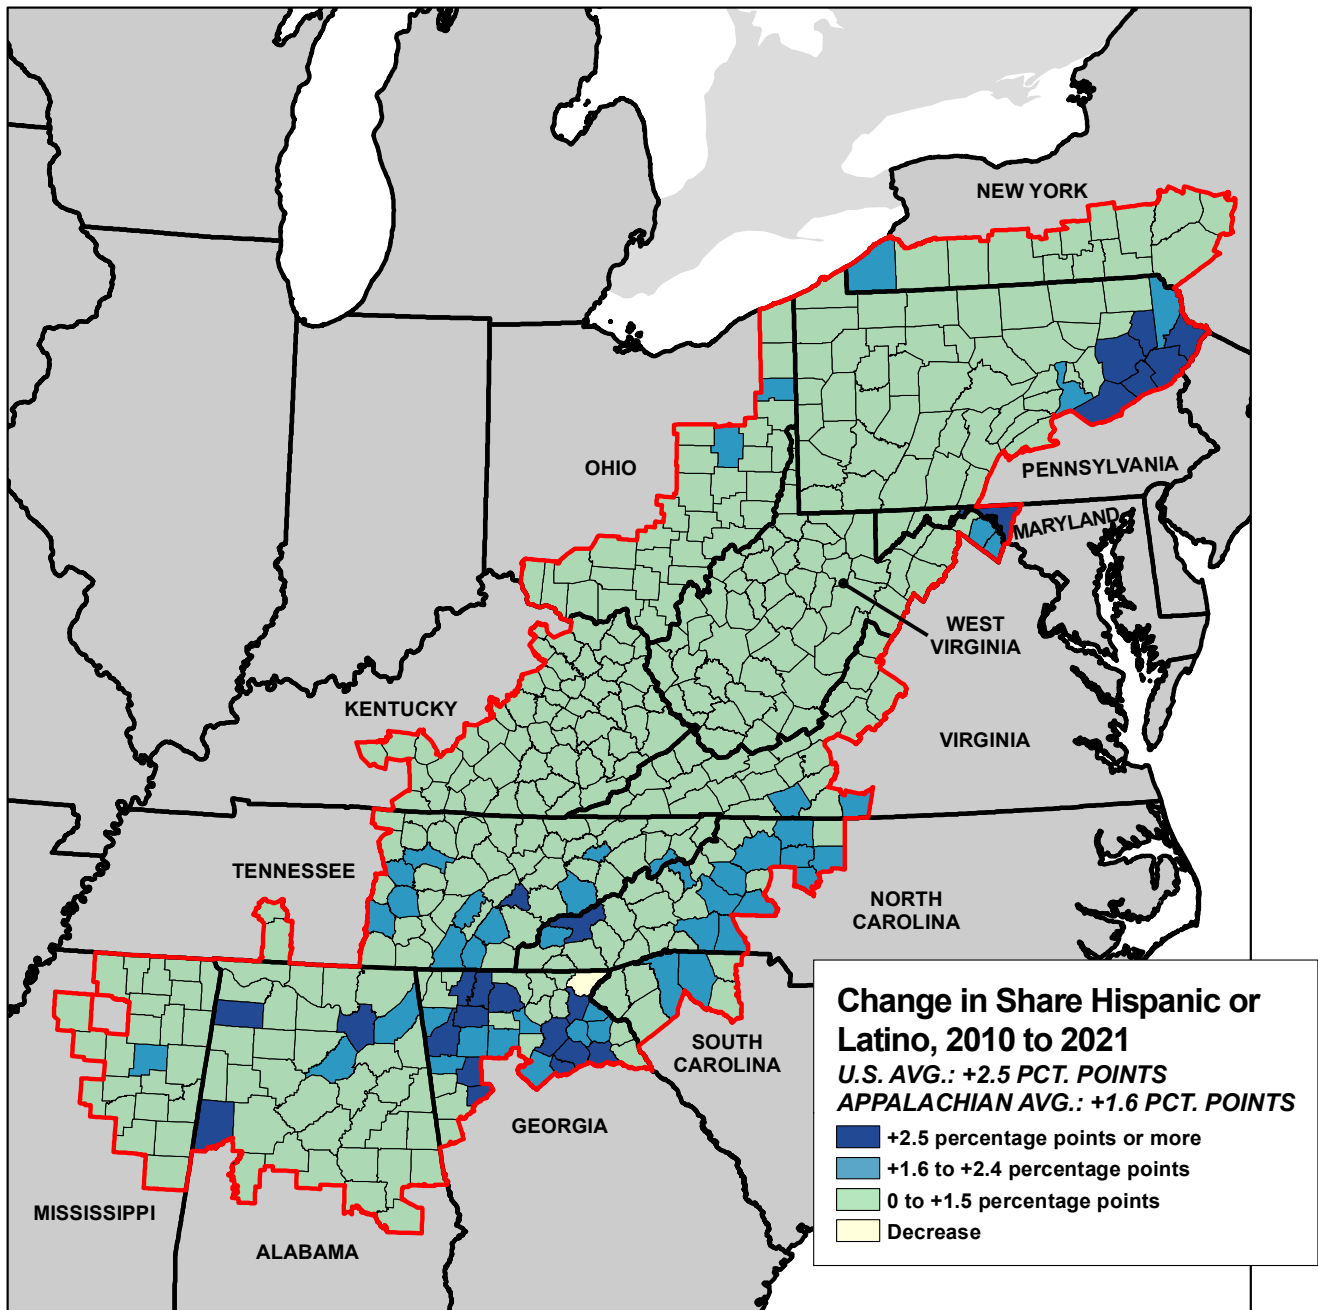 NEW YORK
OHIO
PENNSYLVANIA
MARYLAND
WEST
VIRGINIA
KENTUCKY
VIRGINIA
TENNESSEE
NORTH
CAROLINA
SOUTH
CAROLINA
GEORGIA
MISSISSIPPI
ALABAMA
Change in Share Hispanic or
Latino, 2010 to 2021
U.S. AVG.: +2.5 PCT. POINTS
APPALACHIAN AVG.: +1.6 PCT. POINTS
+2.5 percentage points or more
+1.6 to +2.4 percentage points
0 to +1.5 percentage points
Decrease